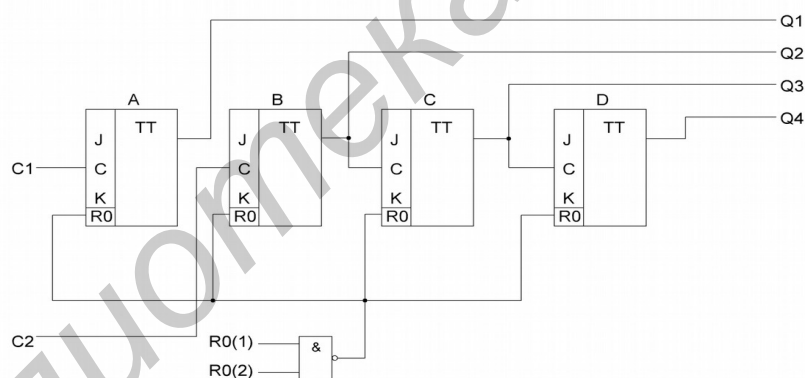 Q1
Q2
Q3
Q4
A B C D
TT TT TT TT
J J J J
C1 C C C C
K K K K
R0 R0 R0 R0
C2
R0(1) &
R0(2)